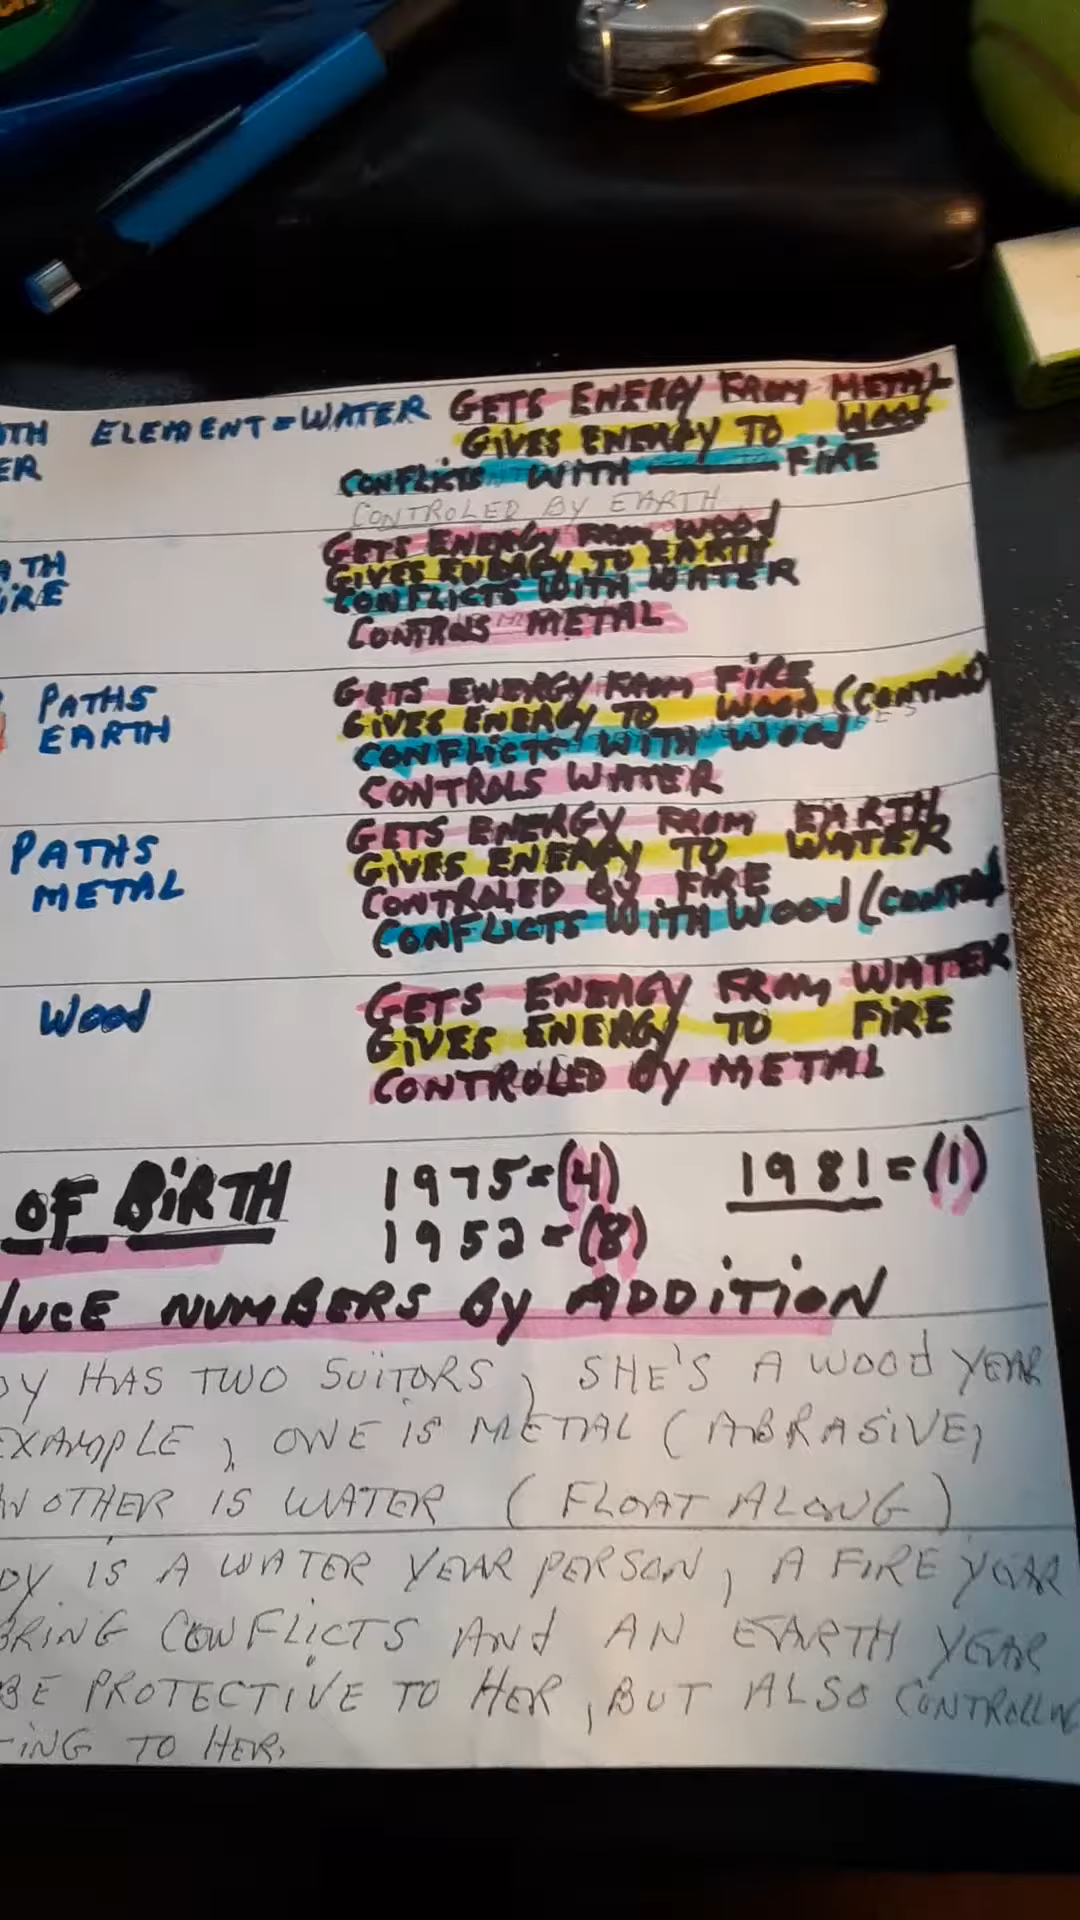 ELEMENT = WATER GETS ENERGY FROM METAL
GIVES ENERGY TO WOOD
ER CONFLICTS WITH — FIRE
CONTROLED BY EARTH
GETS ENERGY FROM WOOD
ATH GIVES ENERGY TO EARTH
IRE CONFLICTS WITH WATER
CONTROLS METAL
PATHS GETS ENERGY FROM FIRE
EARTH GIVES ENERGY TO WOOD
CONFLICTS WITH WOOD
CONTROLS WATER
PATHS GETS ENERGY FROM EARTH
METAL GIVES ENERGY TO WATER
CONTROLED BY FIRE
CONFLICTS WITH WOOD
WOOD GETS ENERGY FROM WATER
GIVES ENERGY TO FIRE
CONTROLED BY METAL
OF BIRTH 1975=(4) 1981=(1)
1952=(8)
DUCE NUMBERS BY ADDITION
DY HAS TWO SUITORS, SHE'S A WOOD YEAR
EXAMPLE, ONE IS METAL (ABRASIVE,
ANOTHER IS WATER (FLOAT ALONG)
DY IS A WATER YEAR PERSON, A FIRE YEAR
BRING CONFLICTS AND AN EARTH YEAR
BE PROTECTIVE TO HER, BUT ALSO CONTROLLING
ING TO HER.